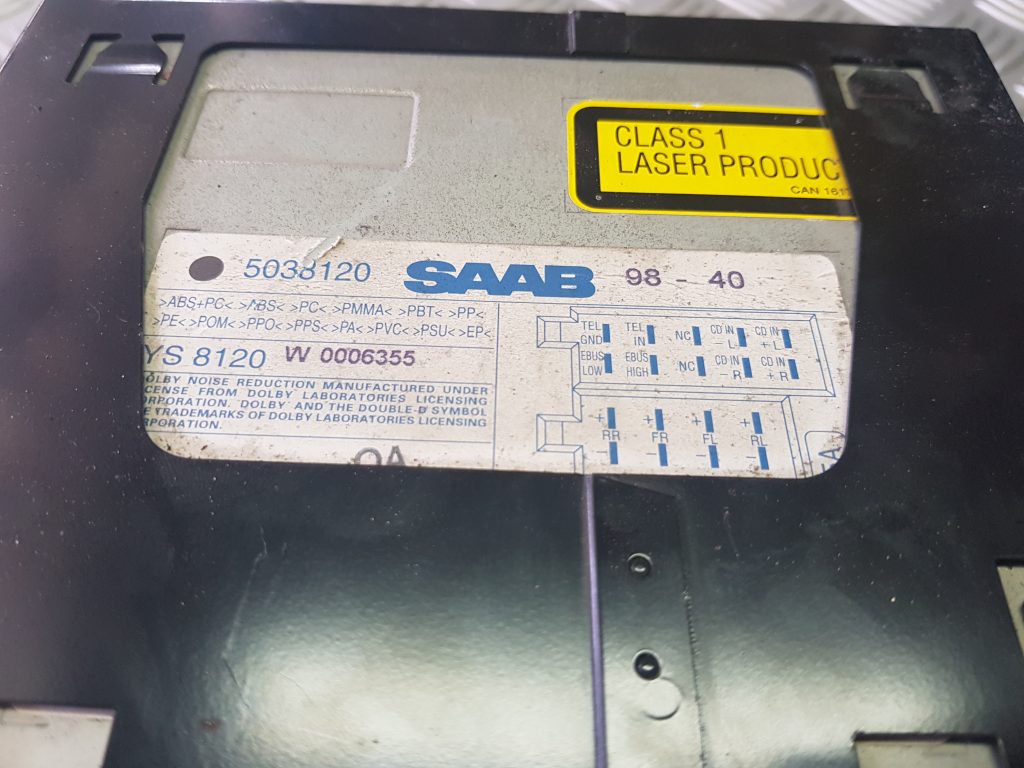 CLASS 1
LASER PRODUC
CAN 161
5038120 SAAB 98 - 40
>ABS+PC< >ABS< >PC< >PMMA< >PBT< >PP<
>PE< >POM< >PPO< >PPS< >PA< >PVC< >PSU< >EP<
YS 8120 W 0006355
DOLBY NOISE REDUCTION MANUFACTURED UNDER
CENSE FROM DOLBY LABORATORIES LICENSING
ORPORATION. "DOLBY" AND THE DOUBLE-D SYMBOL
E TRADEMARKS OF DOLBY LABORATORIES LICENSING
RPORATION.
QA
TEL GND TEL IN NC CD IN - L CD IN + L
EBUS LOW EBUS HIGH NC CD IN - R CD IN + R
+ + + +
RR FR FL RL
- - - -